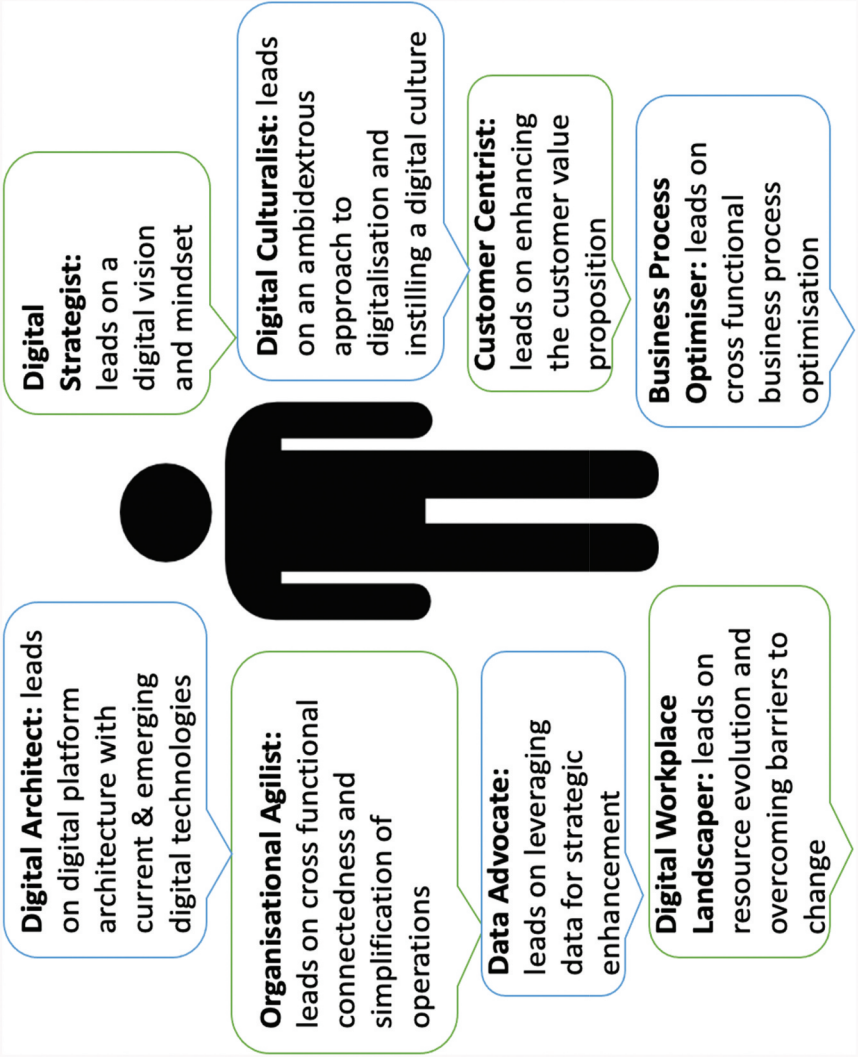 Digital Architect: leads
on digital platform
architecture with
current & emerging
digital technologies
Organisational Agilist:
leads on cross functional
connectedness and
simplification of
operations
Data Advocate:
leads on leveraging
data for strategic
enhancement
Digital Workplace
Landscaper: leads on
resource evolution and
overcoming barriers to
change
Digital
Strategist:
leads on a
digital vision
and mindset
Digital Culturalist: leads
on an ambidextrous
approach to
digitalisation and
instilling a digital culture
Customer Centrist:
leads on enhancing
the customer value
proposition
Business Process
Optimiser: leads on
cross functional
business process
optimisation